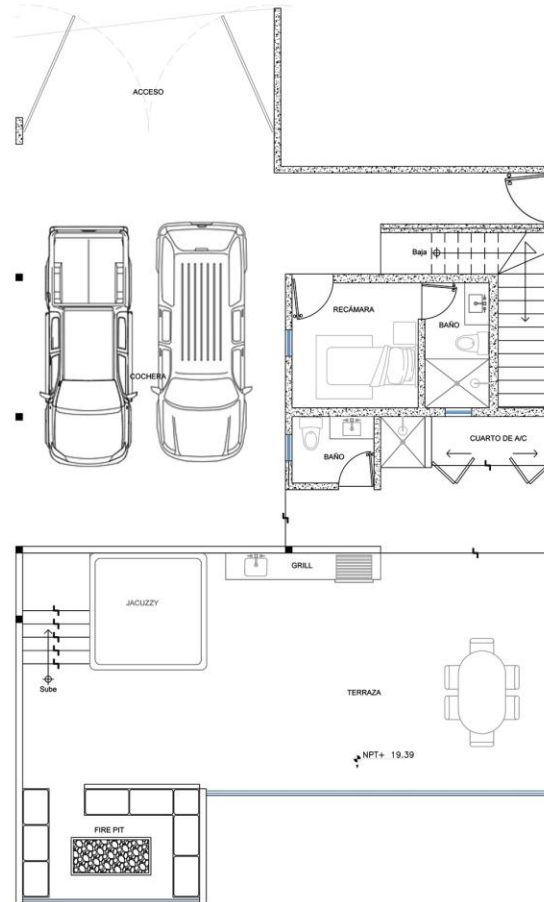 ACCESO
Baja
RECÁMARA
BAÑO
COCHERA
CUARTO DE A/C
BAÑO
GRILL
JACUZZY
Sube
TERRAZA
NPT+ 19.39
FIRE PIT